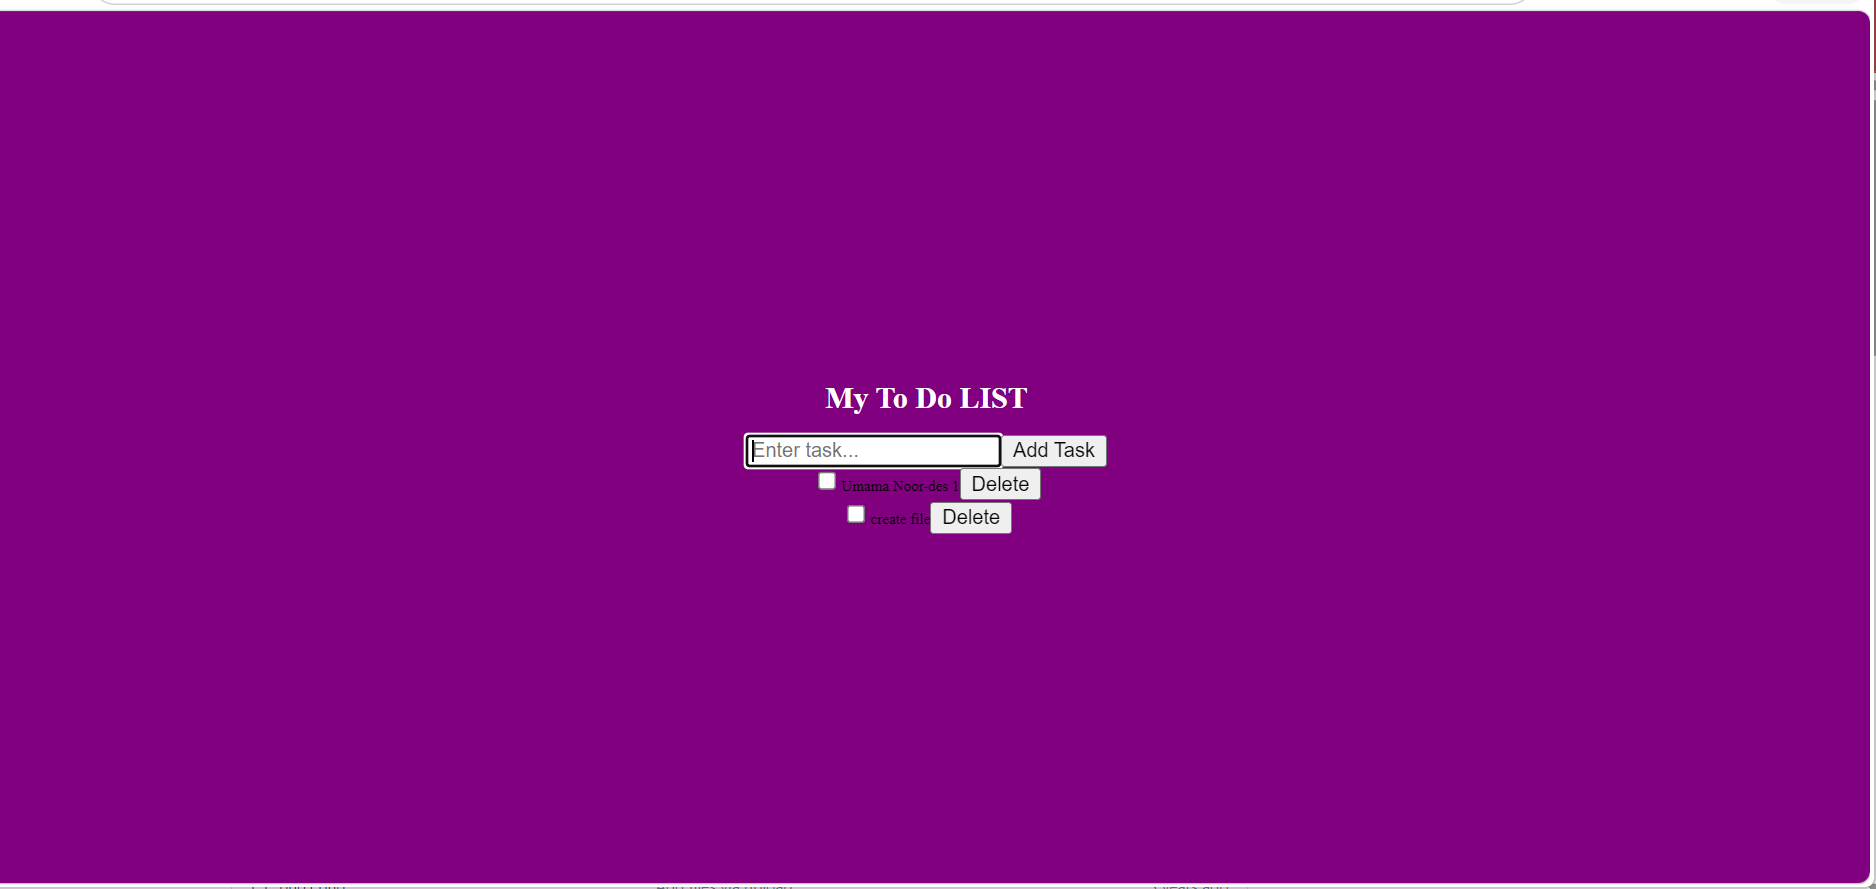 My To Do LIST
Enter task... Add Task
Umama Noor-des 1 Delete
create file Delete